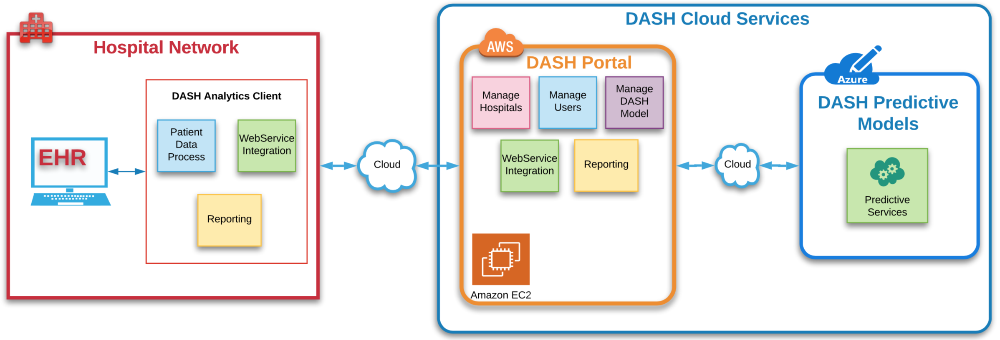 Hospital Network
DASH Analytics Client
EHR
Patient
Data
Process
WebService
Integration
Reporting
Cloud
DASH Cloud Services
AWS
DASH Portal
Manage
Hospitals
Manage
Users
Manage
DASH
Model
WebService
Integration
Reporting
Amazon EC2
Cloud
Azure
DASH Predictive
Models
Predictive
Services